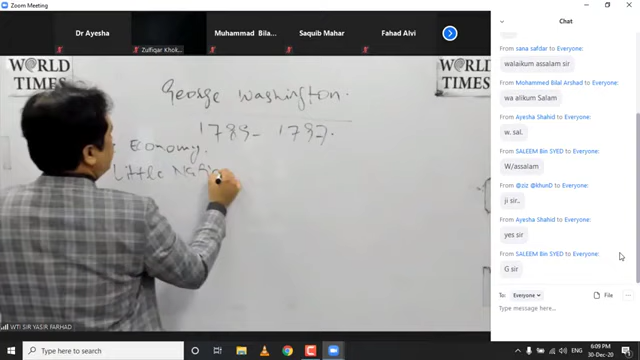 Zoom Meeting
Dr Ayesha
Zulfiqar Khok...
Muhammad Bila...
Saquib Mahar
Fahad Alvi
WORLD
TIMES
WORLD
TIMES
George Washington.
1789- 1797.
Economy.
Little
WTI SIR YASIR FARHAD
Chat
From sana safdar to Everyone:
walaikum assalam sir
From Mohammed Bilal Arshad to Everyone:
wa alikum Salam
From Ayesha Shahid to Everyone:
w. sal.
From SALEEM Bin SYED to Everyone:
W/assalam
From @ziz @khunD to Everyone:
ji sir..
From Ayesha Shahid to Everyone:
yes sir
From SALEEM Bin SYED to Everyone:
G sir
To: Everyone
File
Type message here...
Type here to search
ENG
6:09 PM
30-Dec-20